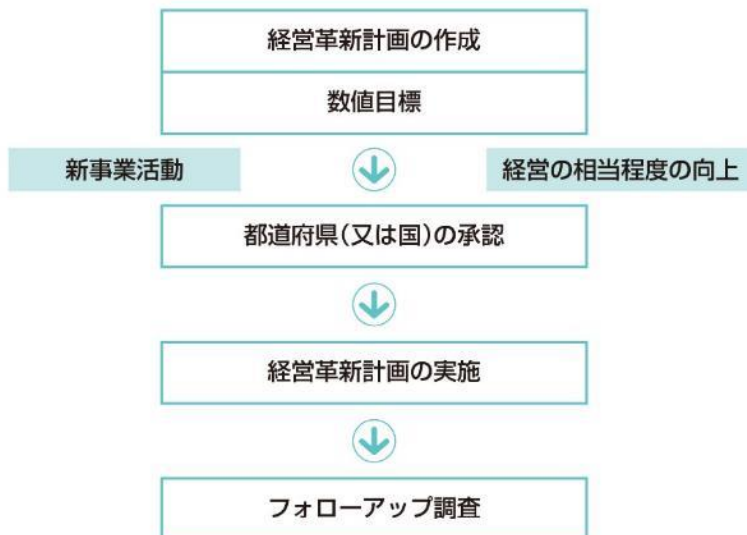 経営革新計画の作成
数値目標
新事業活動
経営の相当程度の向上
都道府県(又は国)の承認
経営革新計画の実施
フォローアップ調査